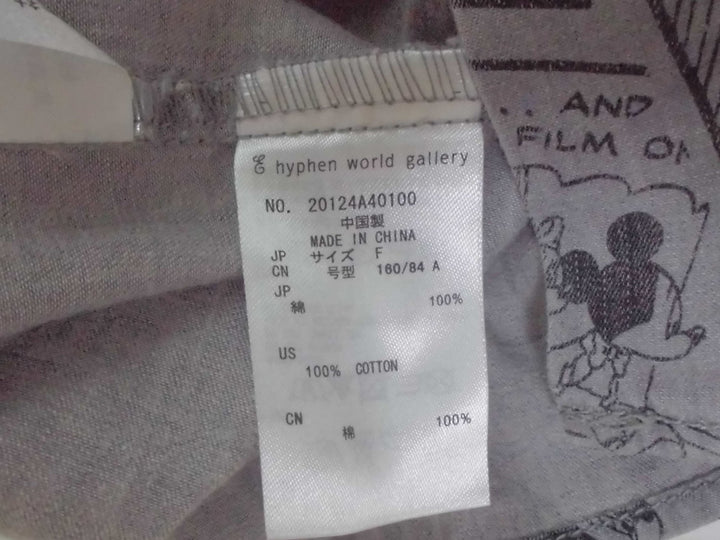 ... AND
FILM OF
E hyphen world gallery
NO. 20124A40100
中国製
MADE IN CHINA
JP サイズ F
CN 号型 160/84 A
JP
綿 100%
US
100% COTTON
CN
棉 100%